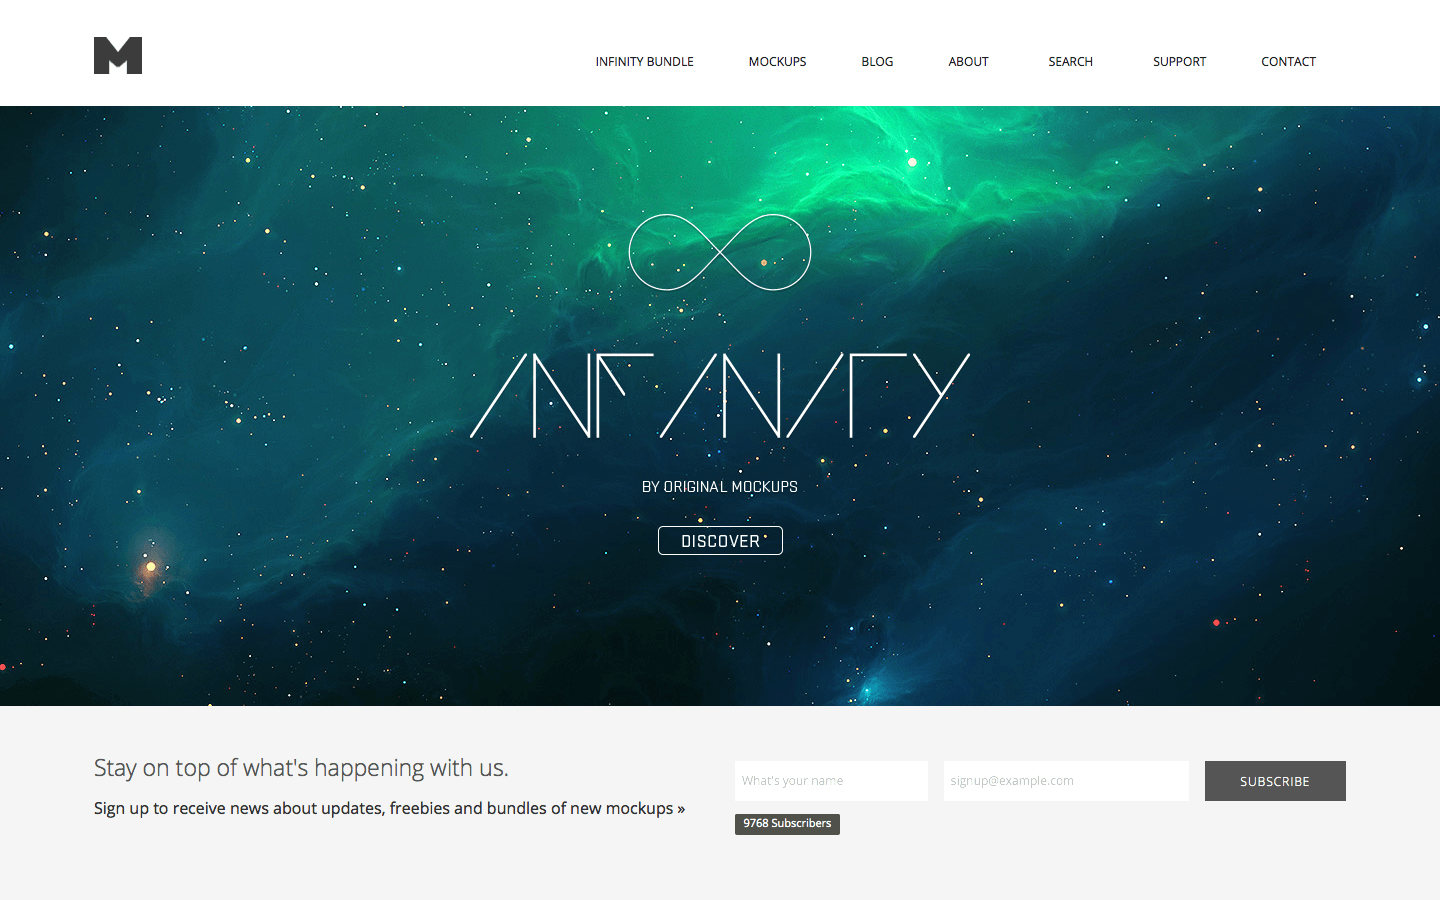 M
INFINITY BUNDLE MOCKUPS BLOG ABOUT SEARCH SUPPORT CONTACT
INFINITY
BY ORIGINAL MOCKUPS
DISCOVER
Stay on top of what's happening with us.
Sign up to receive news about updates, freebies and bundles of new mockups »
What's your name
signup@example.com
SUBSCRIBE
9768 Subscribers